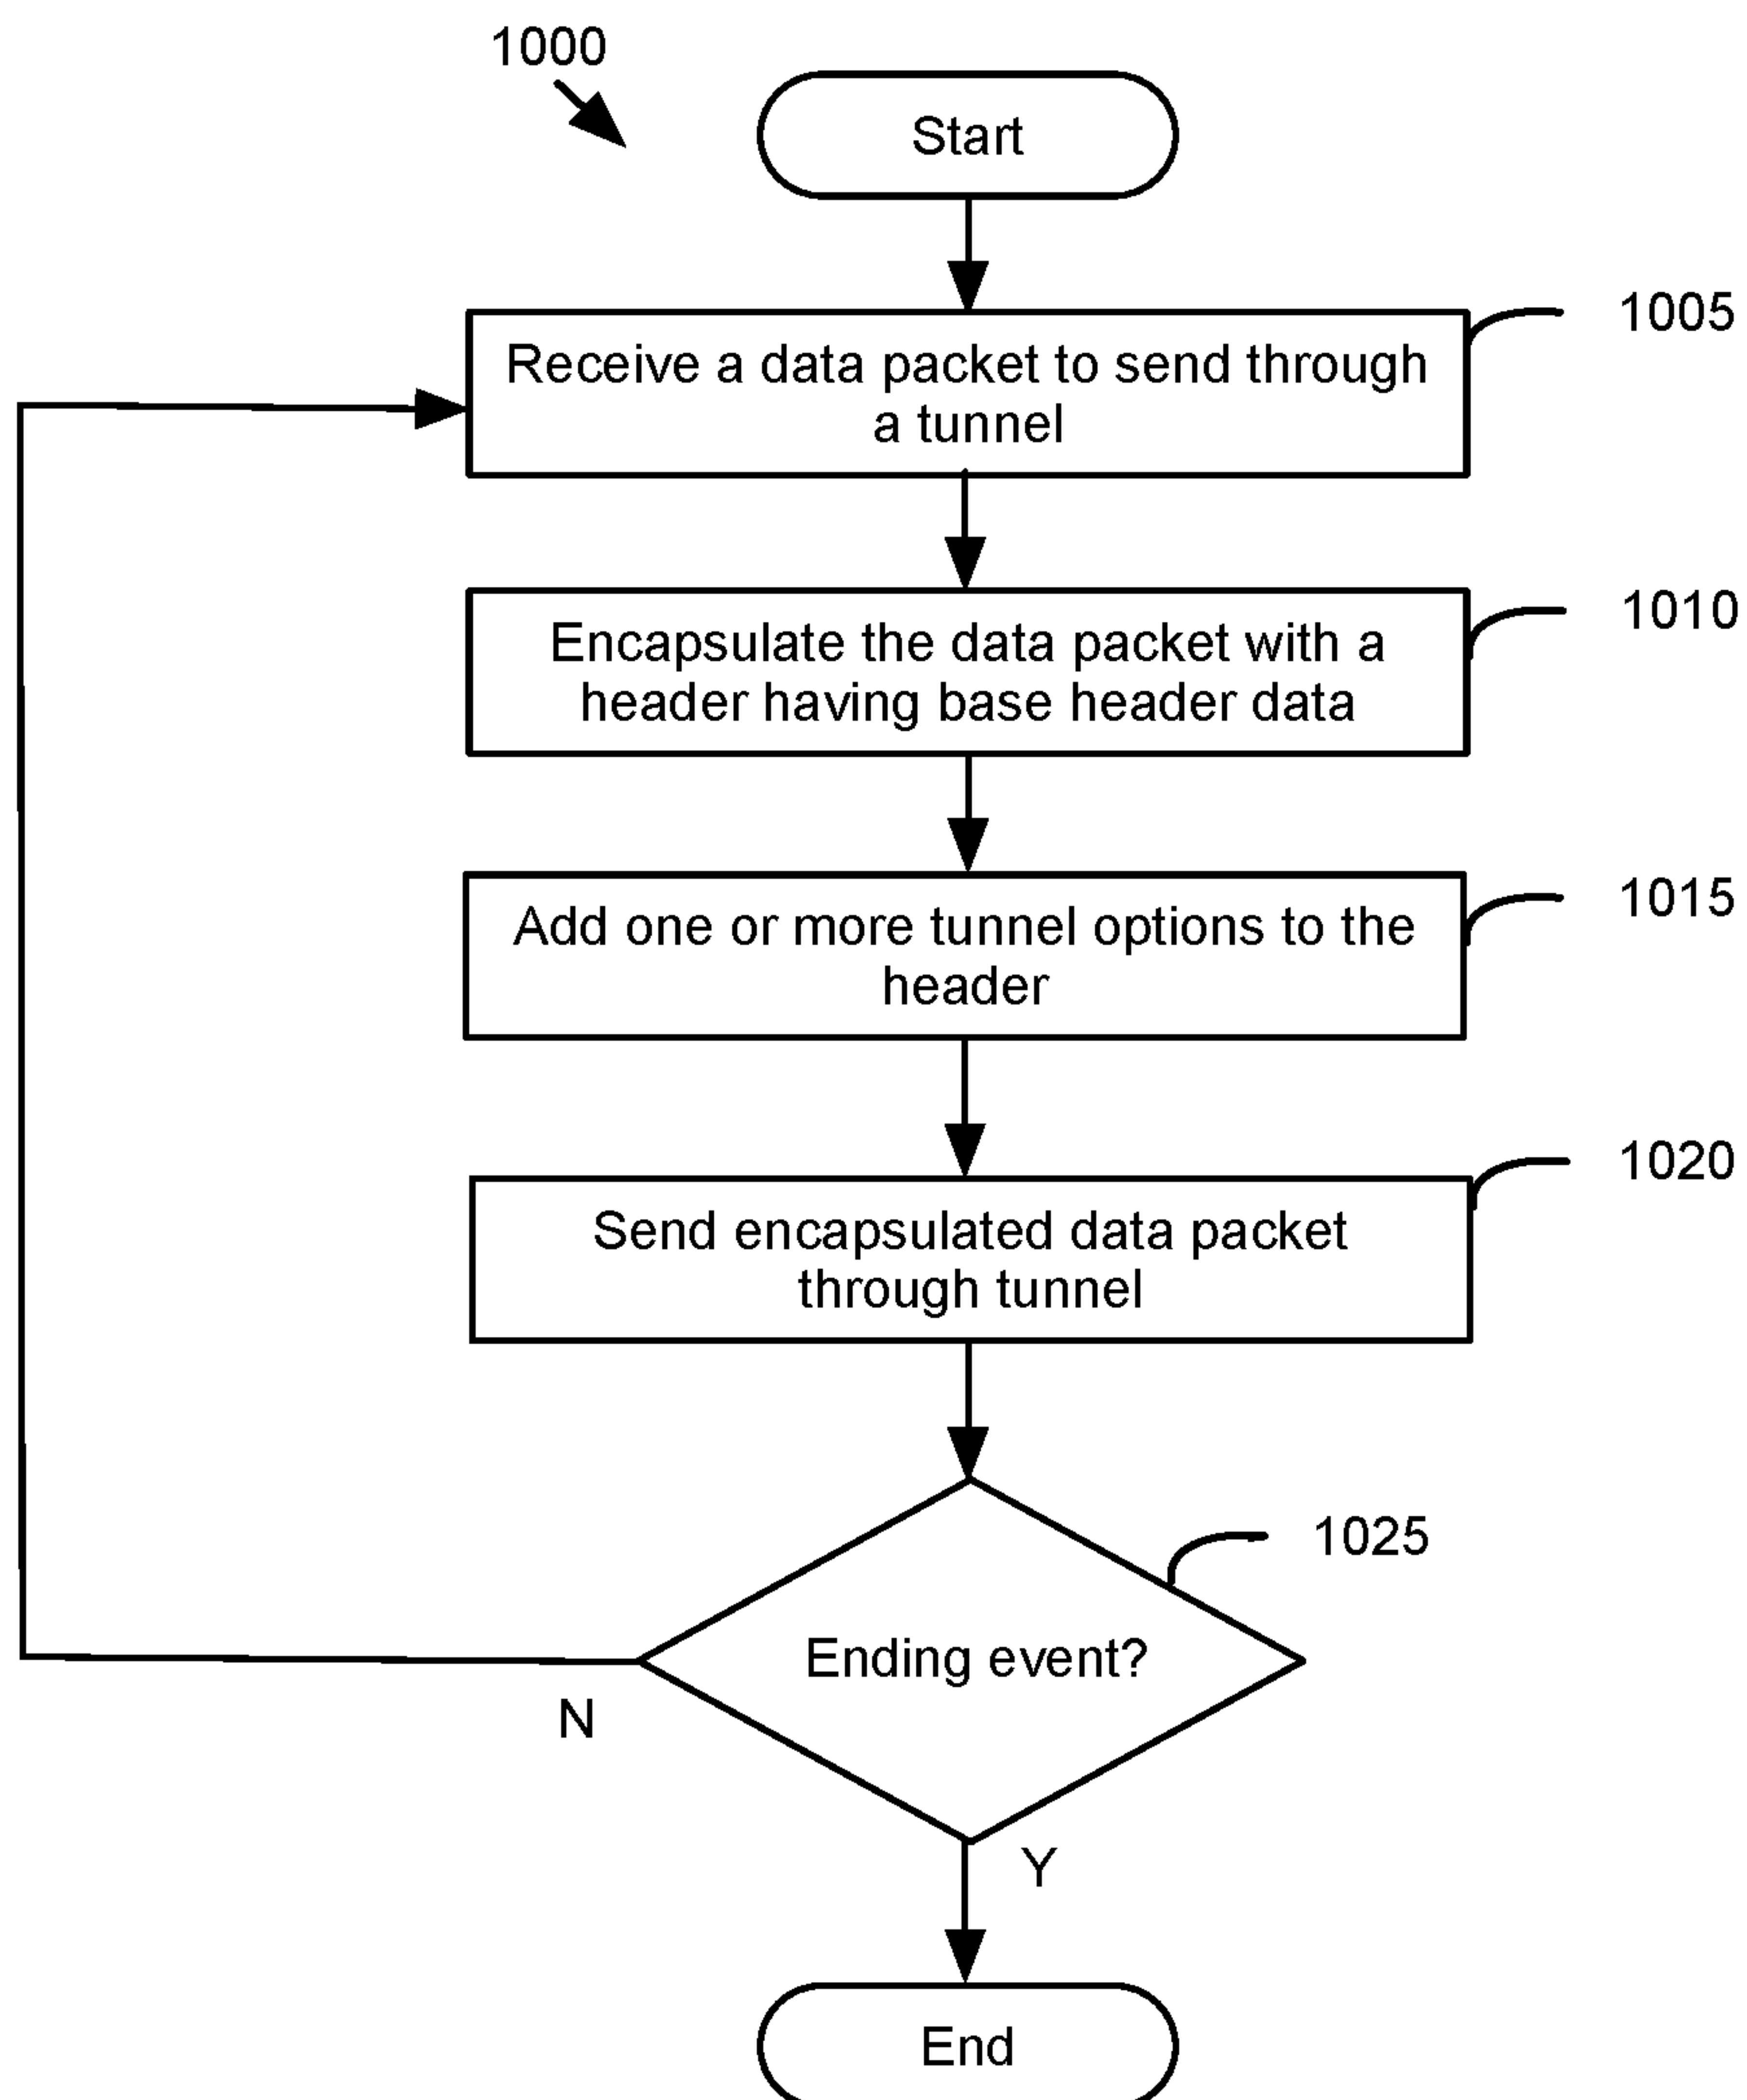 1000
Start
1005
Receive a data packet to send through
a tunnel
1010
Encapsulate the data packet with a
header having base header data
1015
Add one or more tunnel options to the
header
1020
Send encapsulated data packet
through tunnel
1025
Ending event?
N
Y
End